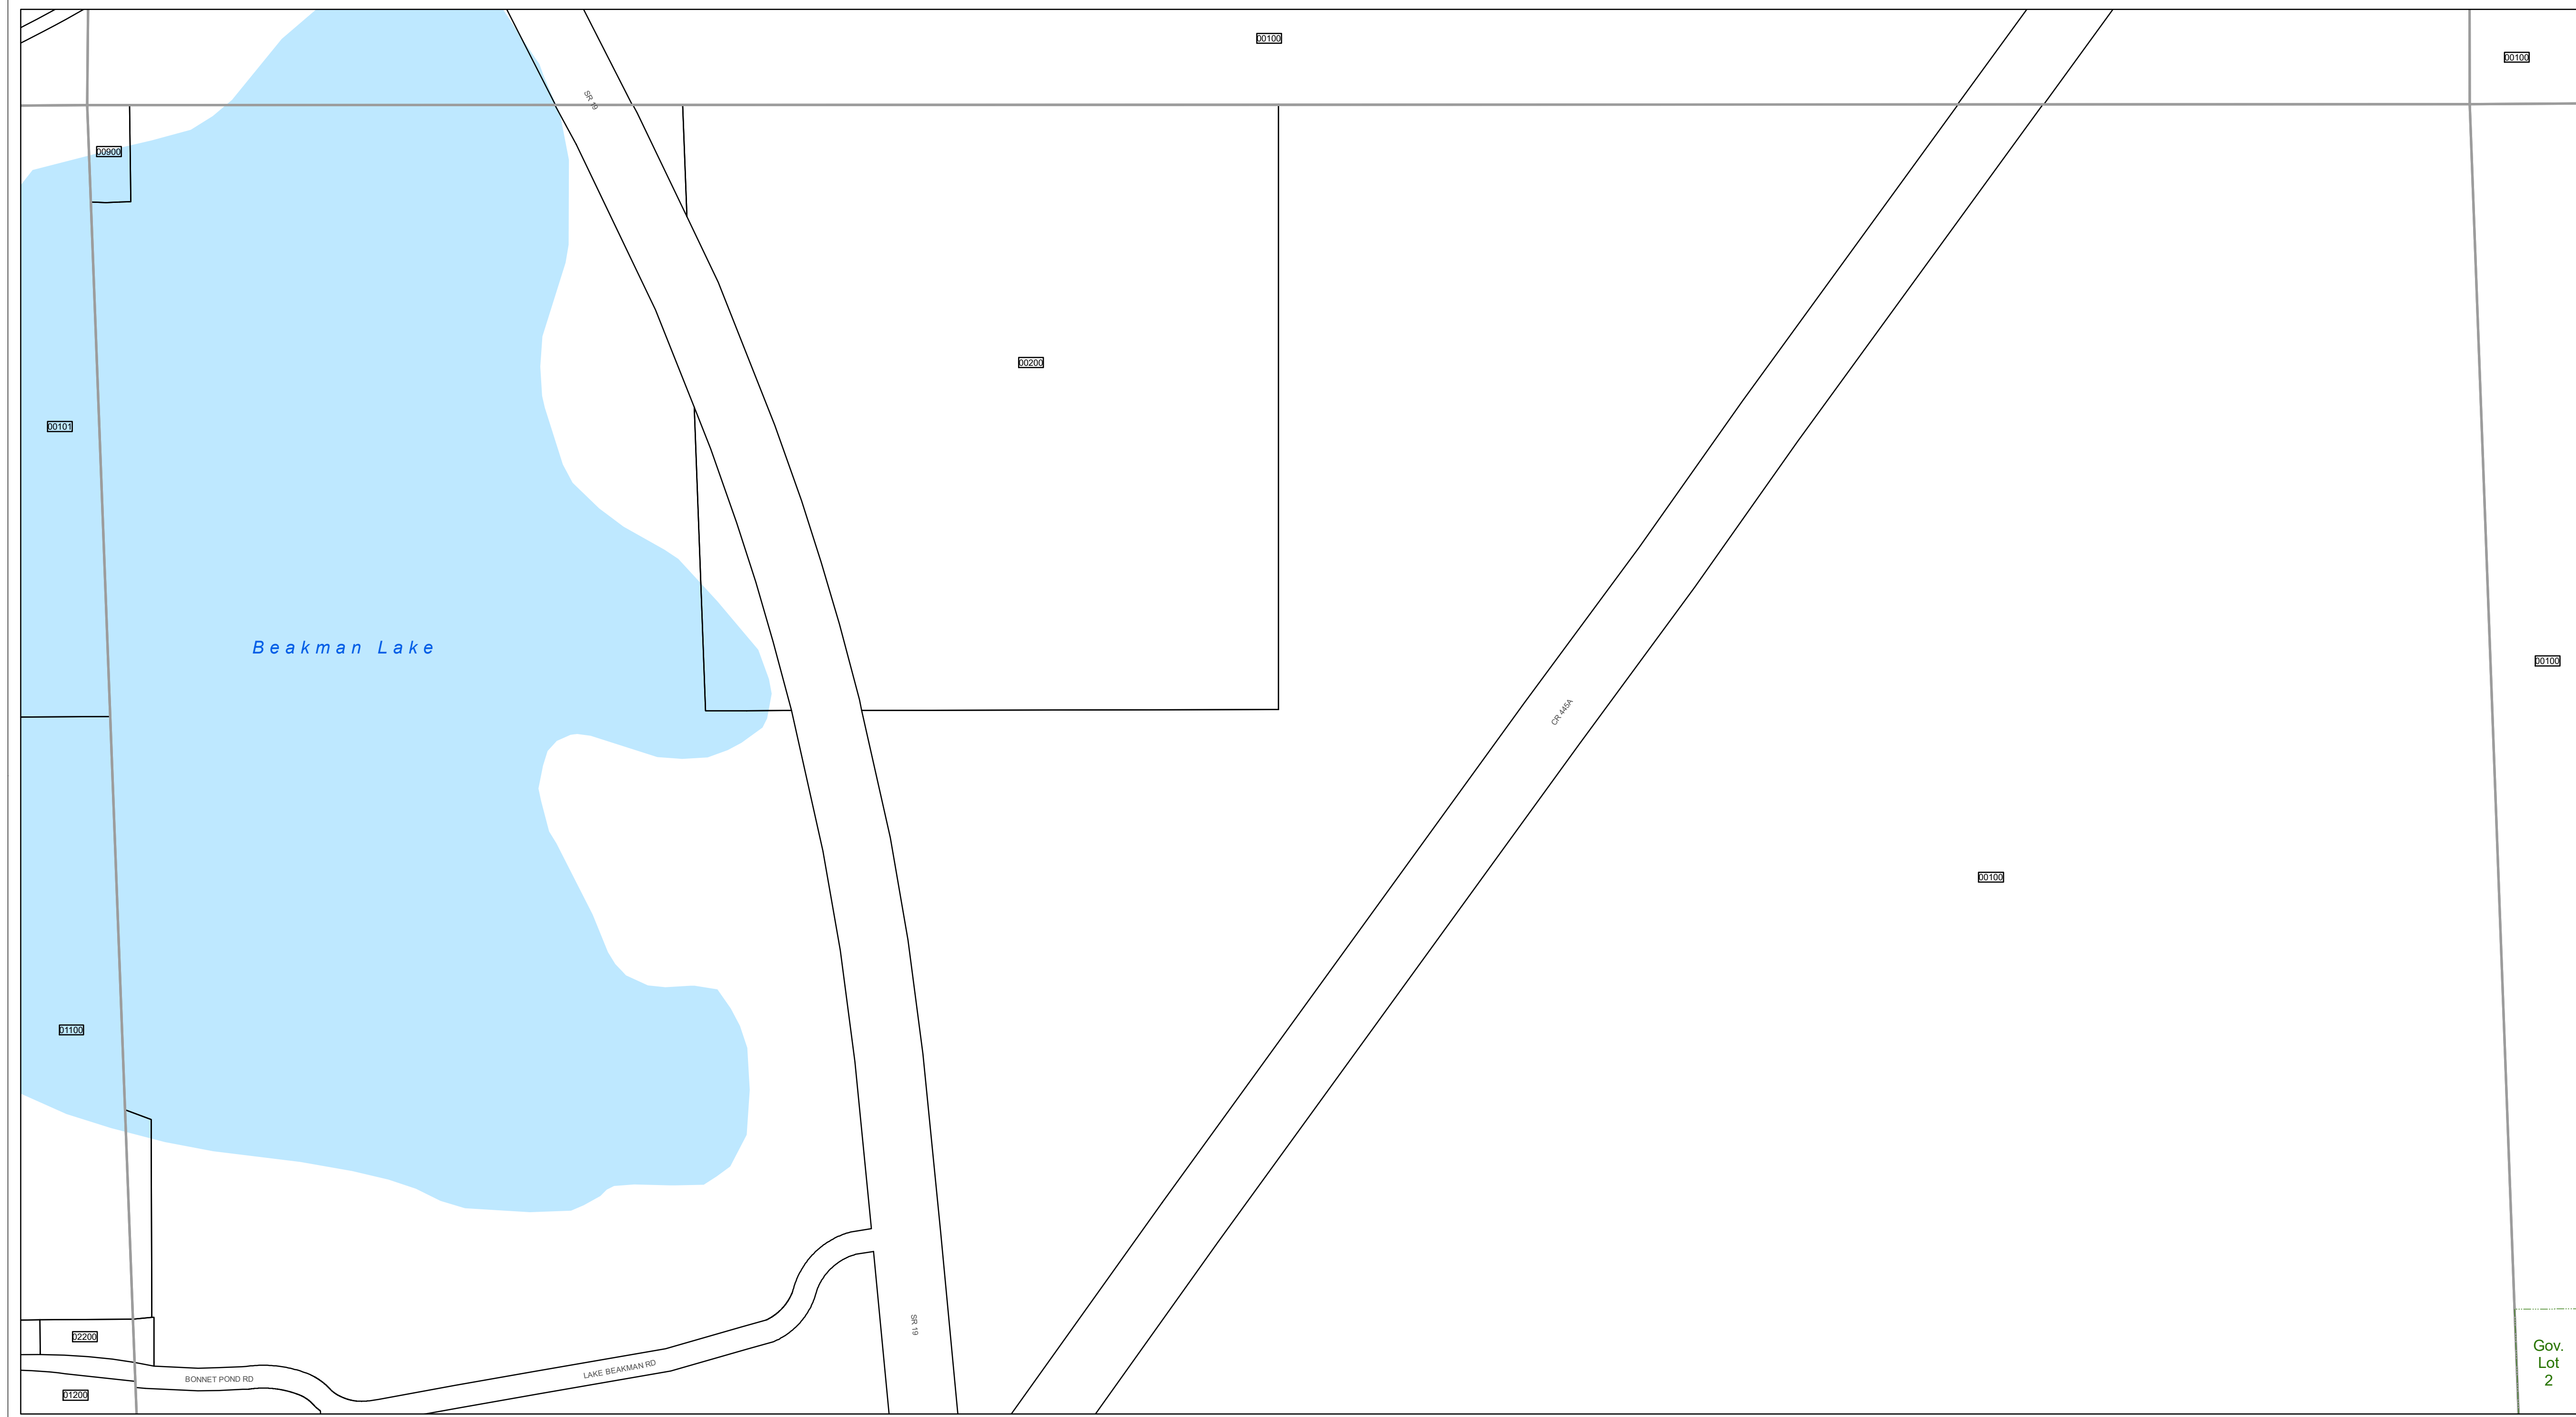 00100
00100
SR 19
00900
00200
00101
Beakman Lake
00100
CR 445A
00100
01100
SR 19
02200
Gov.
Lot
2
LAKE BEAKMAN RD
BONNET POND RD
01200